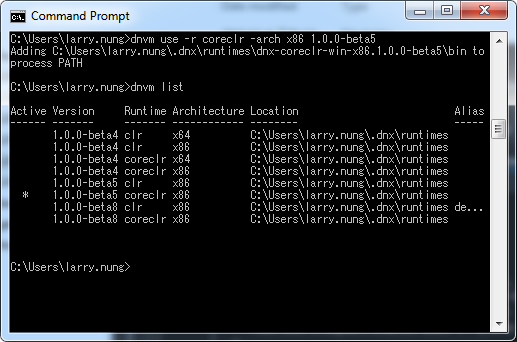 Date modified Type
Command Prompt
C:\Users\larry.nung>dnvm use -r coreclr -arch x86 1.0.0-beta5
Adding C:\Users\larry.nung\.dnx\runtimes\dnx-coreclr-win-x86.1.0.0-beta5\bin to
process PATH
C:\Users\larry.nung>dnvm list
Active Version Runtime Architecture Location Alias
------ ------- ------- ------------ -------- -----
1.0.0-beta4 clr x64 C:\Users\larry.nung\.dnx\runtimes
1.0.0-beta4 clr x86 C:\Users\larry.nung\.dnx\runtimes
1.0.0-beta4 coreclr x64 C:\Users\larry.nung\.dnx\runtimes
1.0.0-beta4 coreclr x86 C:\Users\larry.nung\.dnx\runtimes
1.0.0-beta5 clr x86 C:\Users\larry.nung\.dnx\runtimes
* 1.0.0-beta5 coreclr x86 C:\Users\larry.nung\.dnx\runtimes
1.0.0-beta8 clr x86 C:\Users\larry.nung\.dnx\runtimes de...
1.0.0-beta8 coreclr x86 C:\Users\larry.nung\.dnx\runtimes
C:\Users\larry.nung>